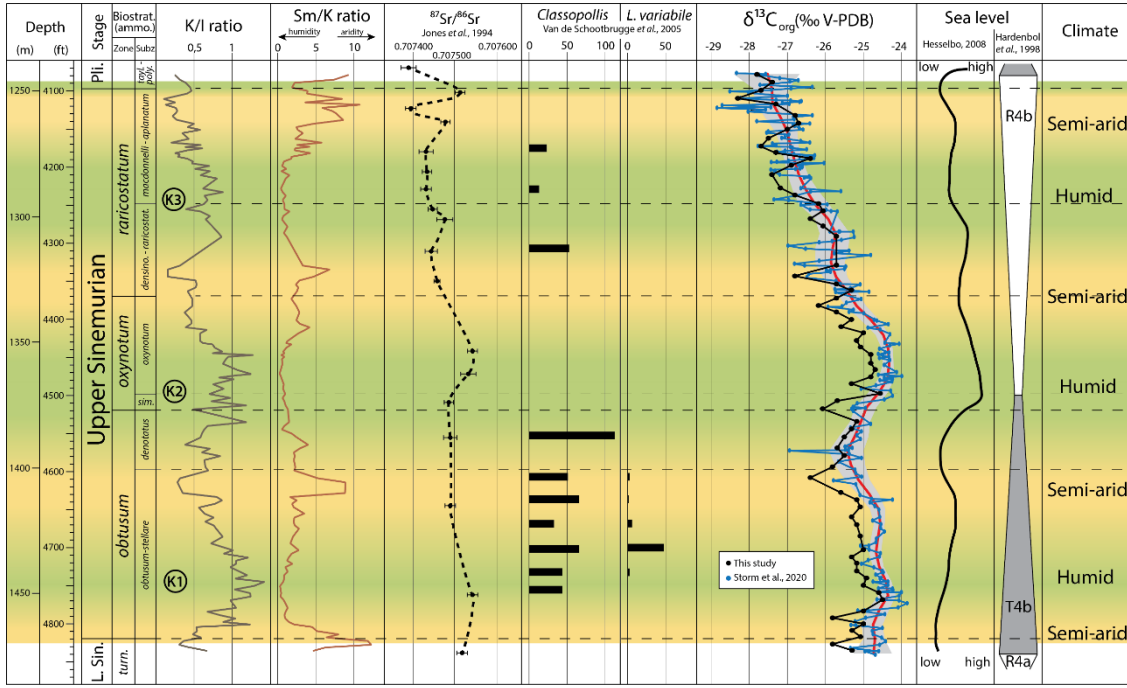 Depth
(m) (ft)
Stage
Biostrat.
(ammo.)
Zone Subz
K/I ratio
0,5 1
Sm/K ratio
humidity aridity
0 5 10
87Sr/86Sr
Jones et al., 1994
0.707400 0.707600
0.707500
Classopollis L. variabile
Van de Schootbrugge et al., 2005
0 50 100 0 50
δ13Corg(‰ V-PDB)
-29 -28 -27 -26 -25 -24
Sea level
Hesselbo, 2008
Hardenbol
et al., 1998
Climate
Pli.
tayl.-
poly.
low high
1250 4100
R4b
Semi-arid
macdonnelli - aplanatum
raricostatum
4200
K3
Humid
1300
4300
densino. - raricostat.
Semi-arid
4400
Upper Sinemurian
oxynotum
oxynotum
1350
K2
4500
sim.
Humid
denotatus
1400
4600
Semi-arid
obtusum
obtusum-stellare
4700
This study
Storm et al., 2020
K1
Humid
1450
T4b
4800
Semi-arid
L. Sin.
turn.
low high
R4a